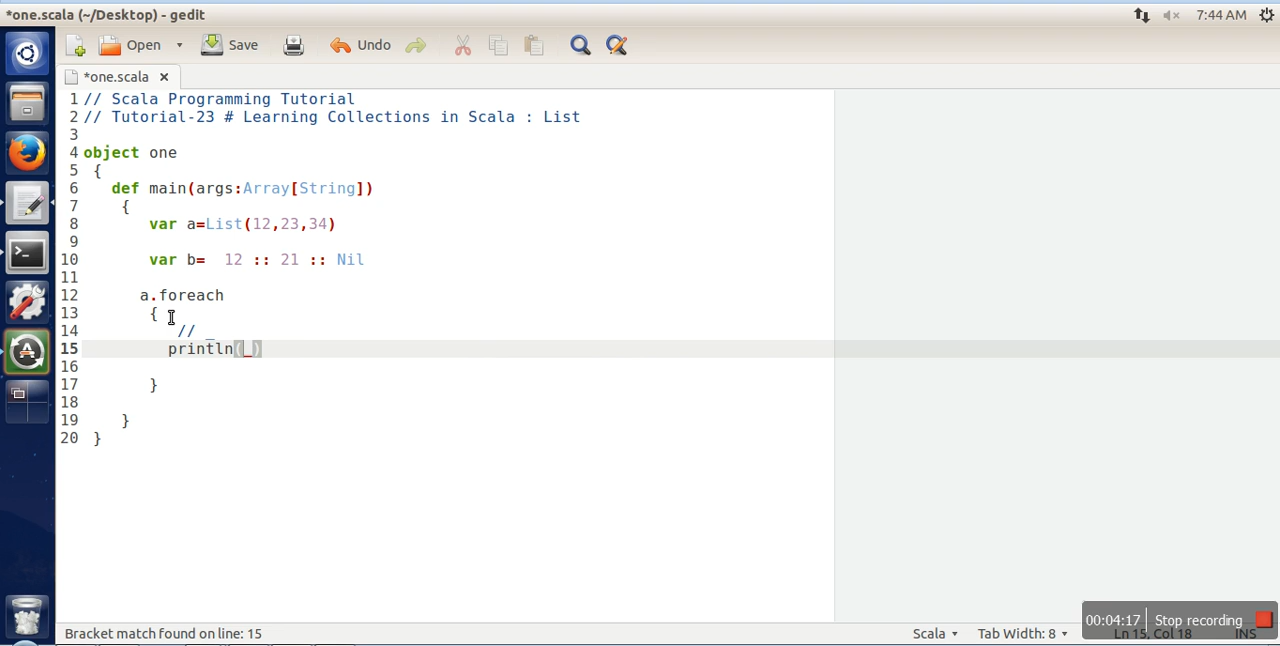 *one.scala (~/Desktop) - gedit
7:44 AM
Open
Save
Undo
*one.scala ×
1 // Scala Programming Tutorial
2 // Tutorial-23 # Learning Collections in Scala : List
3
4 object one
5 {
6 def main(args:Array[String])
7 {
8 var a=List(12,23,34)
9
10 var b= 12 :: 21 :: Nil
11
12 a.foreach
13 {
14 // _
15 println(_)
16
17 }
18
19 }
20 }
Bracket match found on line: 15
Scala
Tab Width: 8
Ln 15, Col 18
INS
00:04:17
Stop recording